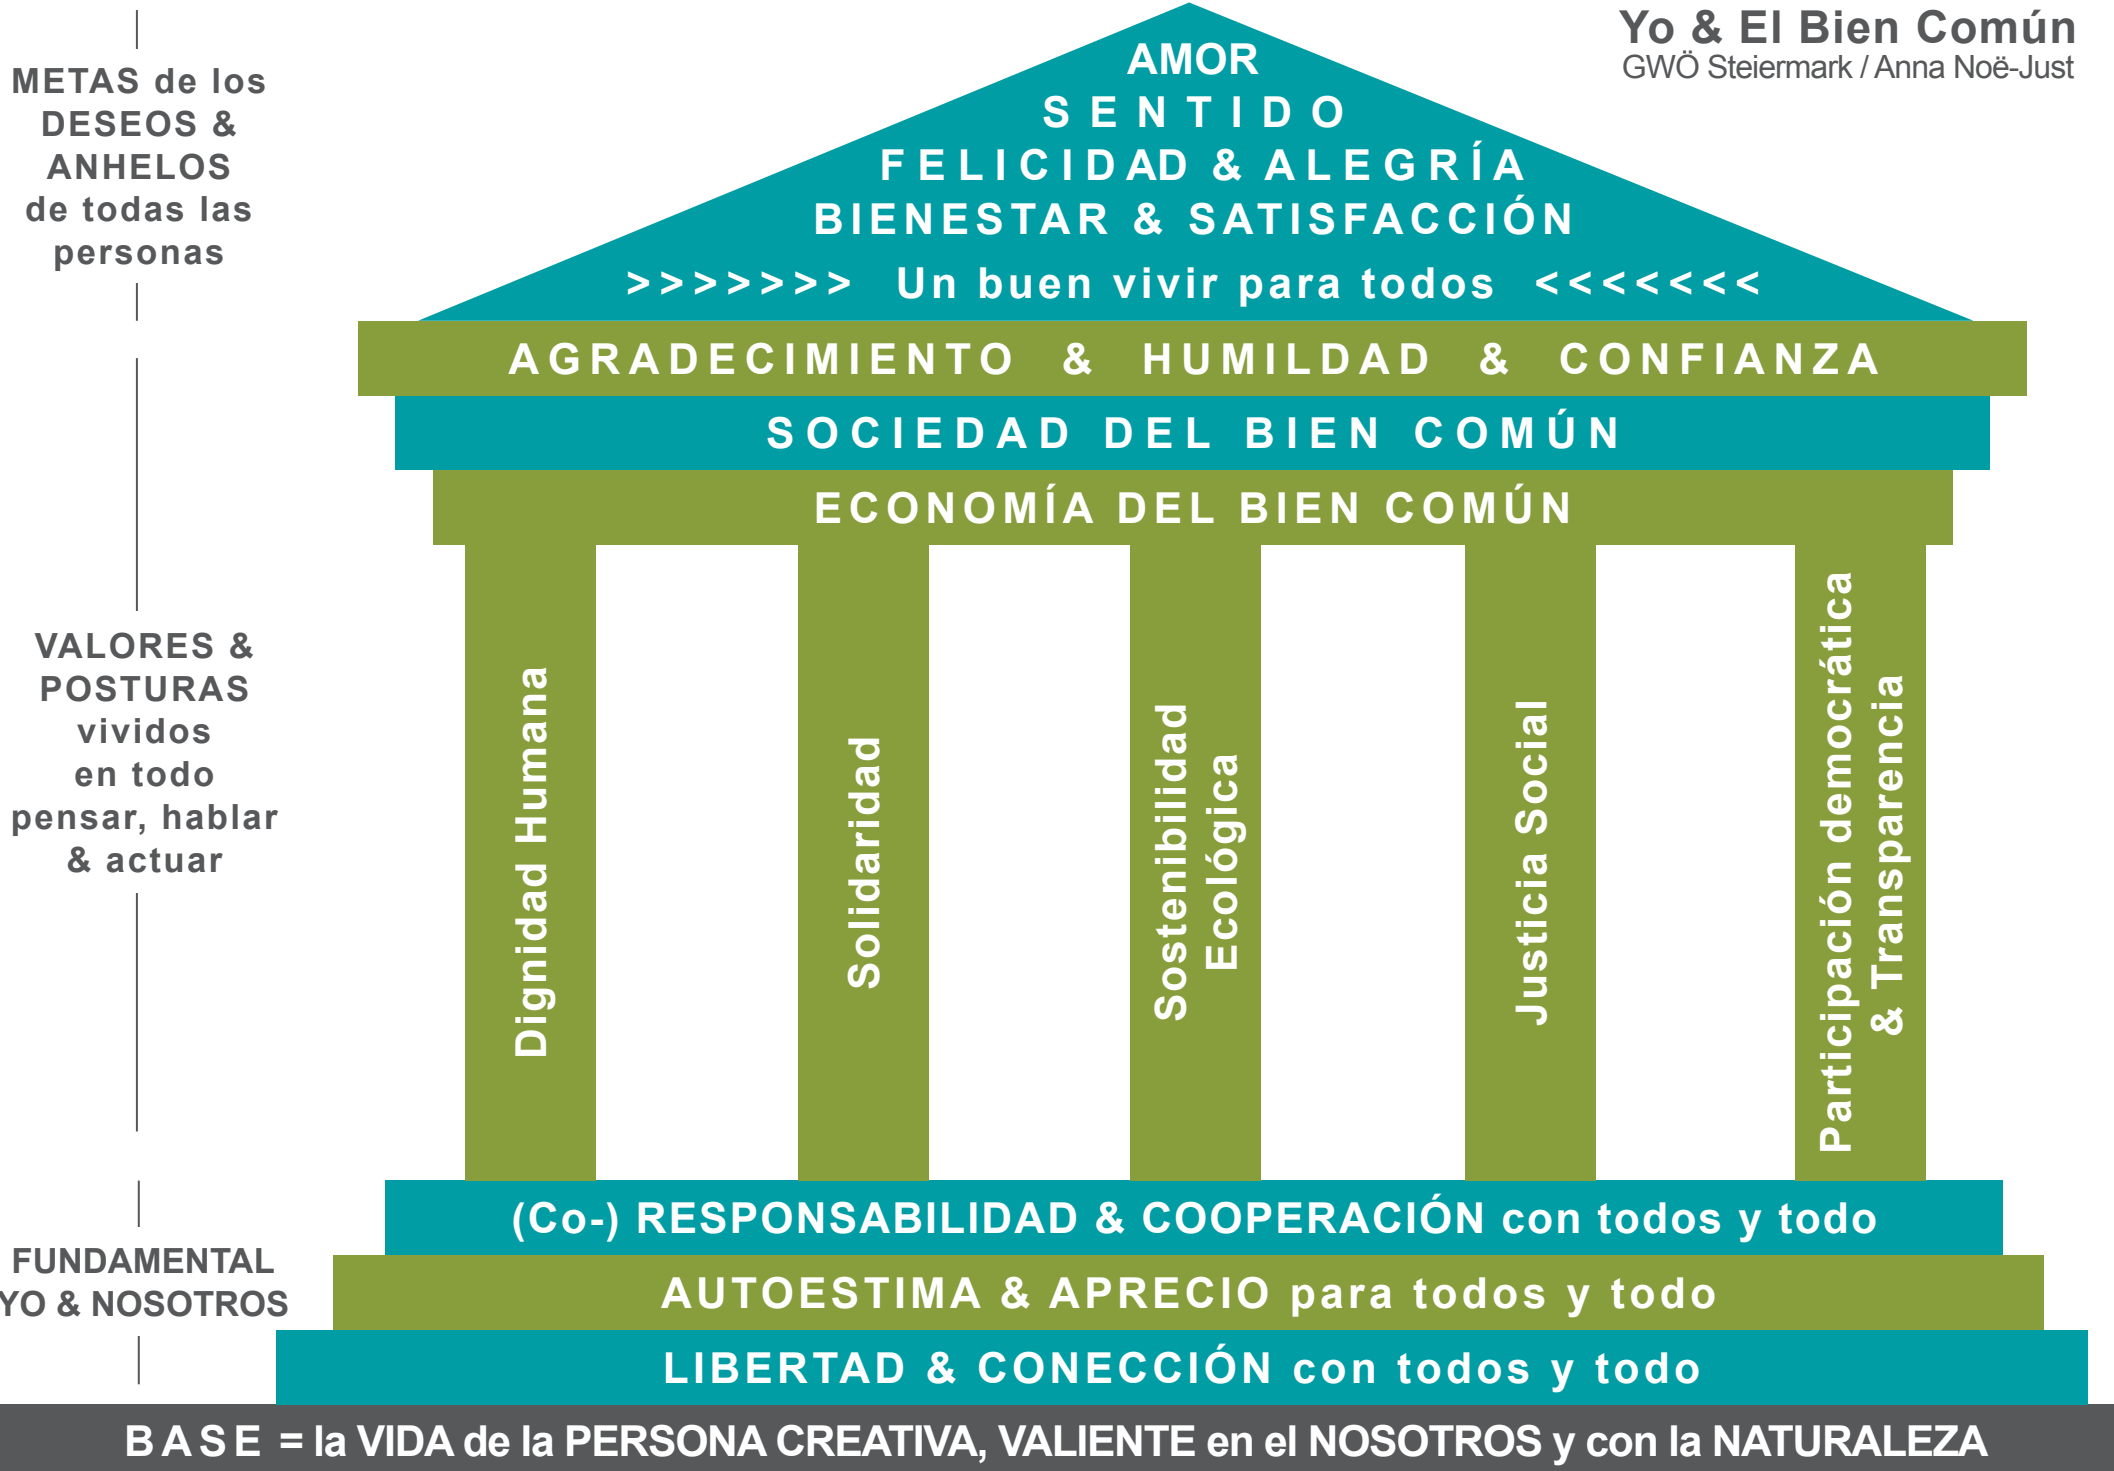 Yo & El Bien Común
GWÖ Steiermark / Anna Noë-Just
METAS de los
DESEOS &
ANHELOS
de todas las
personas
AMOR
SENTIDO
FELICIDAD & ALEGRÍA
BIENESTAR & SATISFACCIÓN
>>>>>>> Un buen vivir para todos <<<<<<<
AGRADECIMIENTO & HUMILDAD & CONFIANZA
SOCIEDAD DEL BIEN COMÚN
ECONOMÍA DEL BIEN COMÚN
VALORES &
POSTURAS
vividos
en todo
pensar, hablar
& actuar
Dignidad Humana
Solidaridad
Sostenibilidad
Ecológica
Justicia Social
Participación democrática
& Transparencia
FUNDAMENTAL
YO & NOSOTROS
(Co-) RESPONSABILIDAD & COOPERACIÓN con todos y todo
AUTOESTIMA & APRECIO para todos y todo
LIBERTAD & CONECCIÓN con todos y todo
BASE = la VIDA de la PERSONA CREATIVA, VALIENTE en el NOSOTROS y con la NATURALEZA